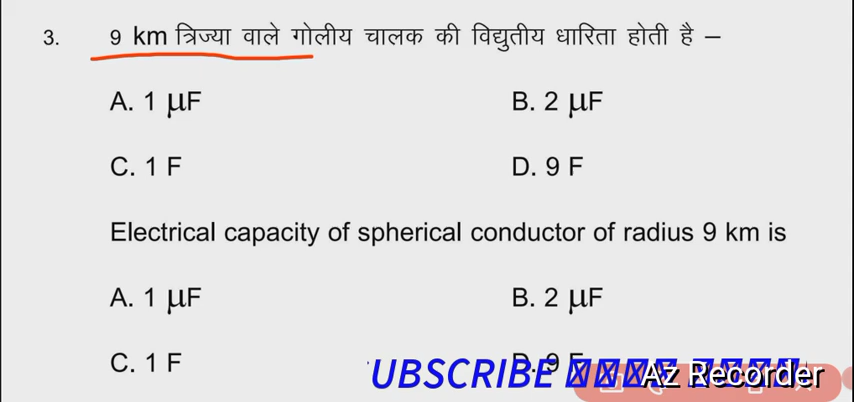 3. 9 km त्रिज्या वाले गोलीय चालक की विद्युतीय धारिता होती है –
A. 1 μF B. 2 μF
C. 1 F D. 9 F
Electrical capacity of spherical conductor of radius 9 km is
A. 1 μF B. 2 μF
C. 1 F D. 9 F
UBSCRIBE Az Recorder